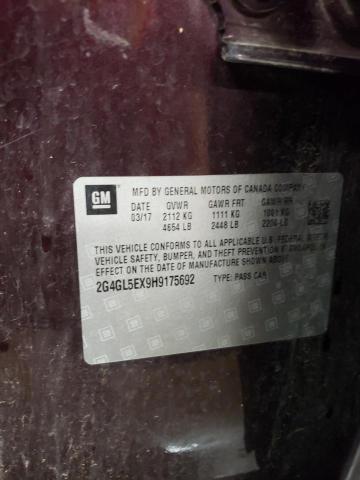 GM
MFD BY GENERAL MOTORS OF CANADA COMPANY
DATE GVWR GAWR FRT GAWR RR
03/17 2112 KG 1111 KG 1001 KG
4654 LB 2448 LB 2206 LB
THIS VEHICLE CONFORMS TO ALL APPLICABLE U.S. FEDERAL MOTOR
VEHICLE SAFETY, BUMPER, AND THEFT PREVENTION STANDARDS
IN EFFECT ON THE DATE OF MANUFACTURE SHOWN ABOVE.
2G4GL5EX9H9175692 TYPE: PASS CAR